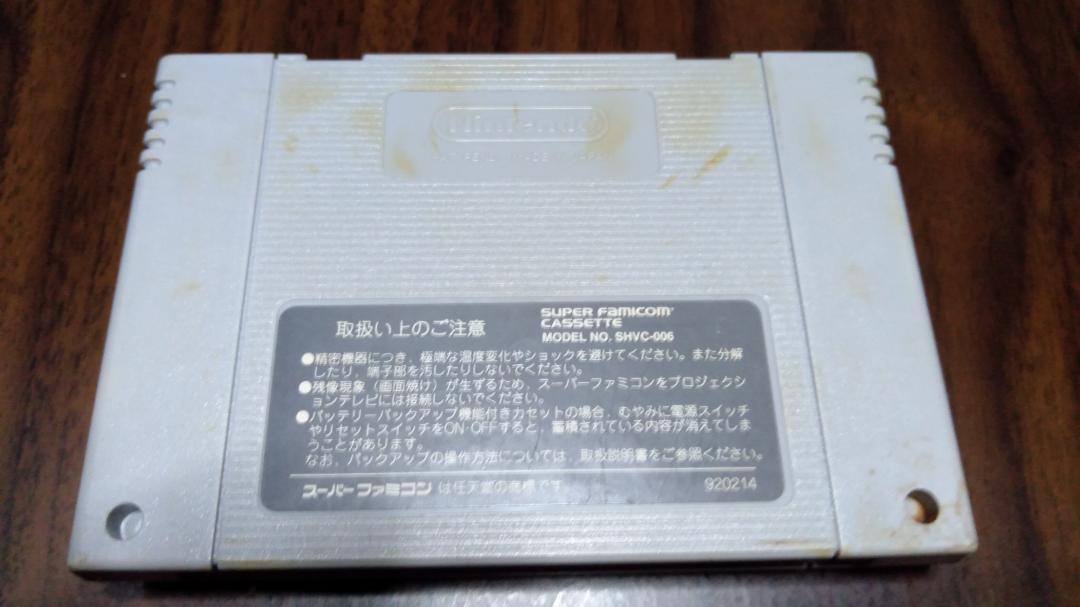 Nintendo
MADE IN JAPAN
取扱い上のご注意
SUPER Famicom
CASSETTE
MODEL NO. SHVC-006
●精密機器につき、極端な温度変化やショックを避けてください。また分解
したり、端子部を汚したりしないでください。
●残像現象(画面焼け)が生ずるため、スーパーファミコンをプロジェクシ
ョンテレビには接続しないでください。
●バッテリーバックアップ機能付きカセットの場合、むやみに電源スイッチ
やリセットスイッチをON・OFFすると、蓄積されている内容が消えてしま
うことがあります。
なお、バックアップの操作方法については、取扱説明書をご参照ください。
スーパーファミコンは任天堂の商標です。
920214